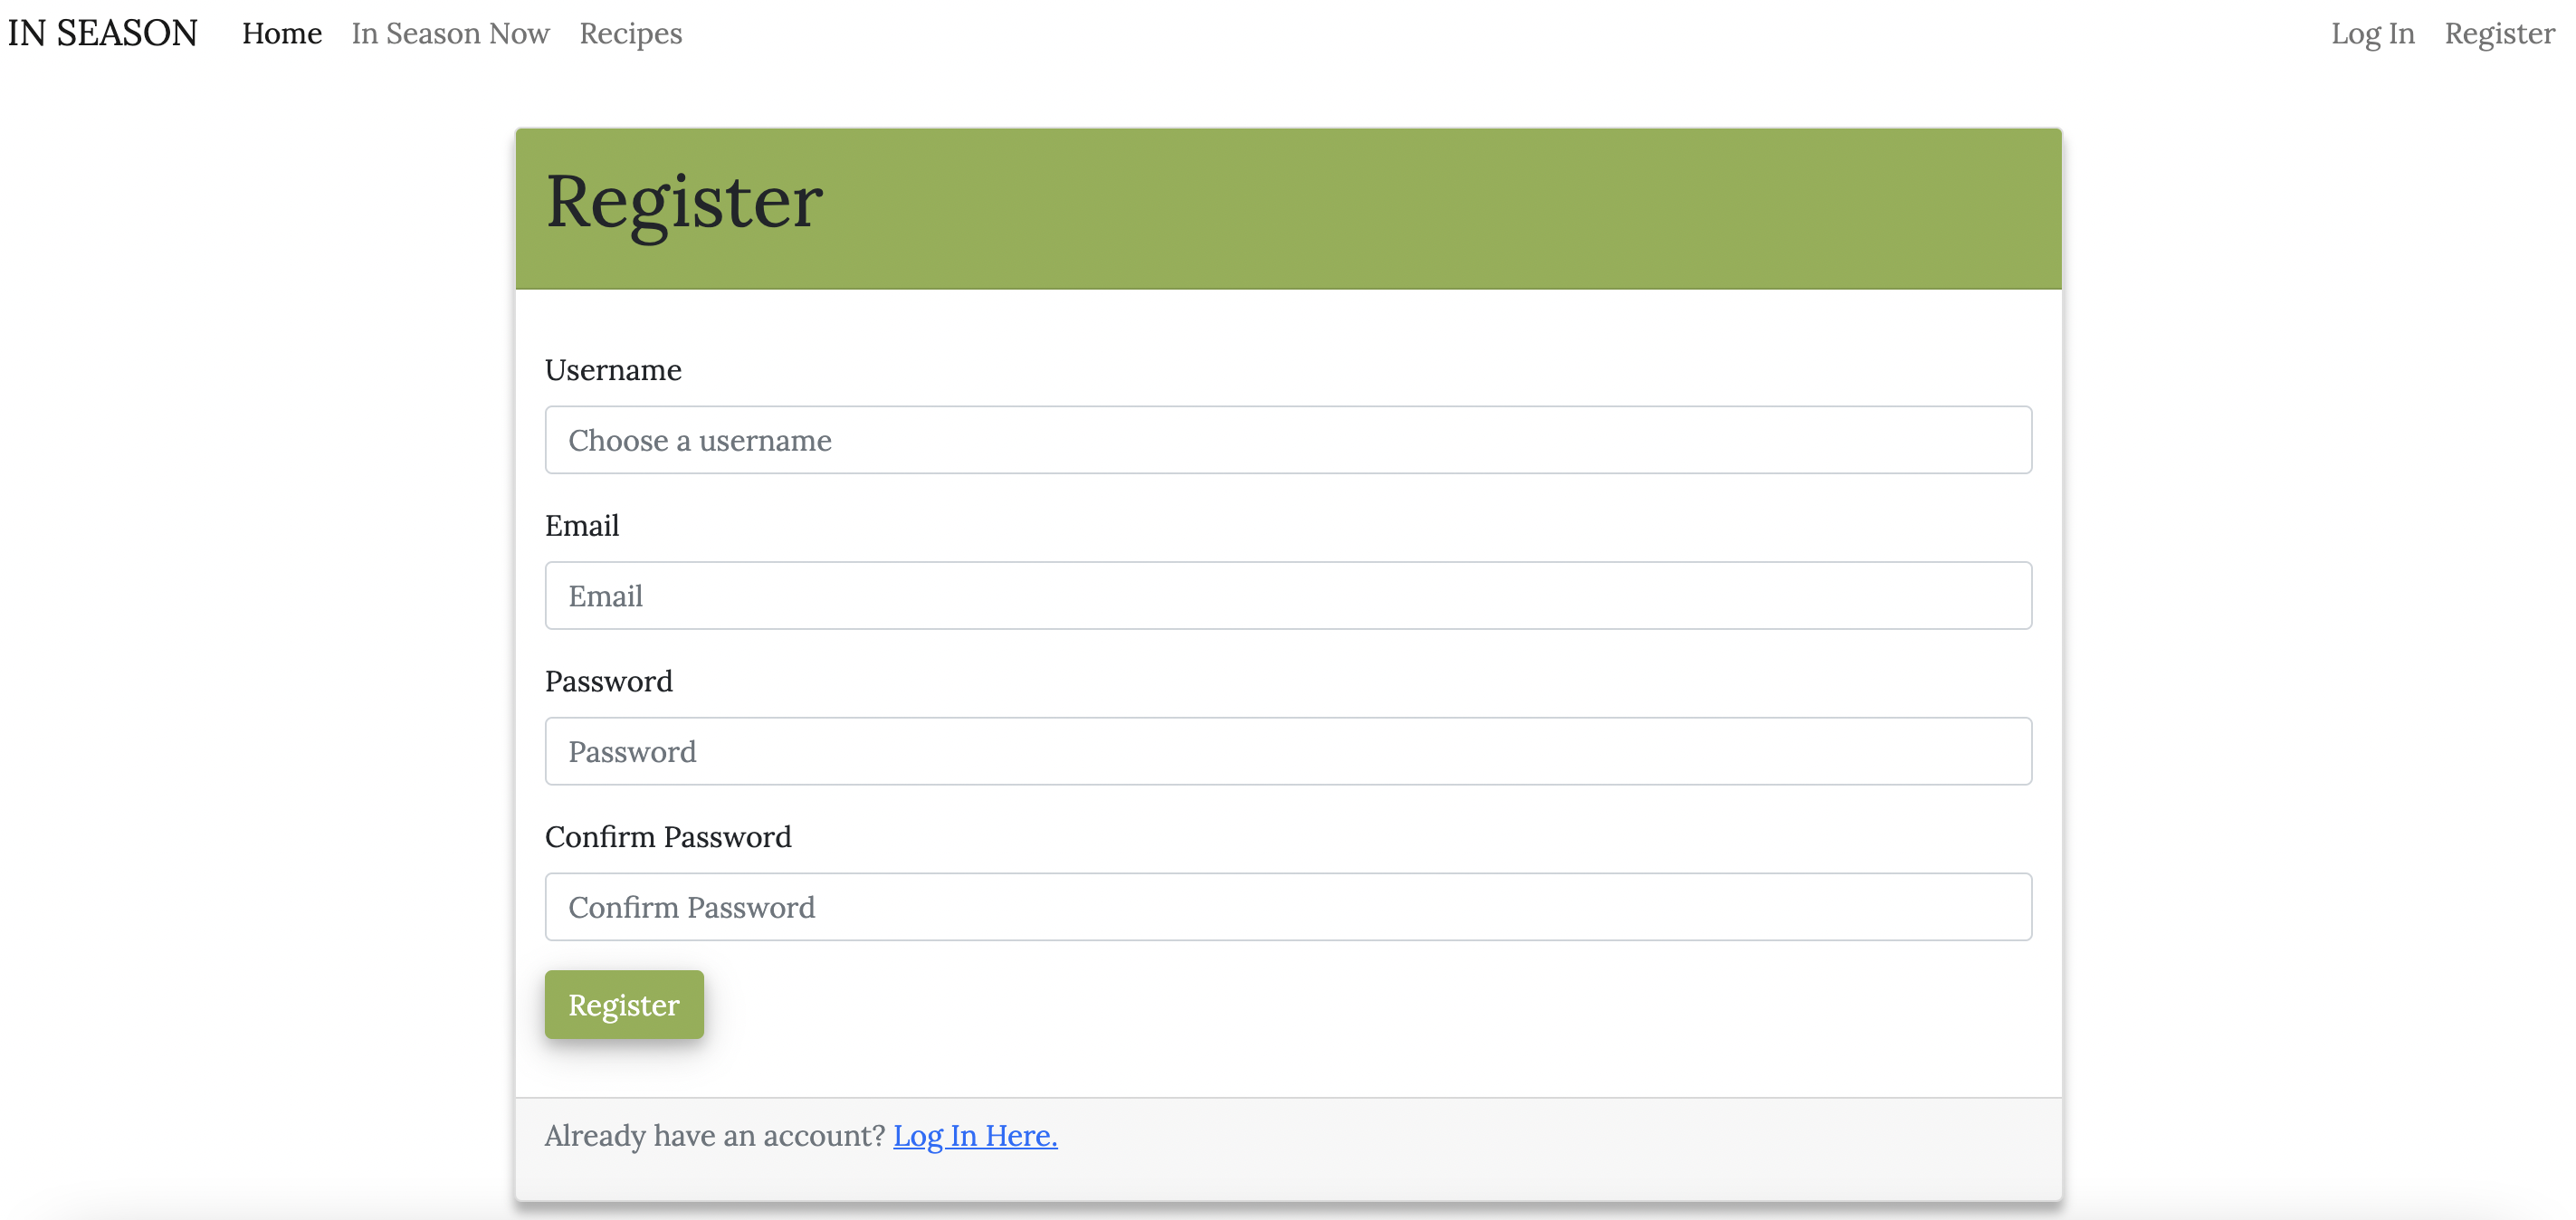 IN SEASON Home In Season Now Recipes Log In Register
Register
Username
Choose a username
Email
Email
Password
Password
Confirm Password
Confirm Password
Register
Already have an account? Log In Here.